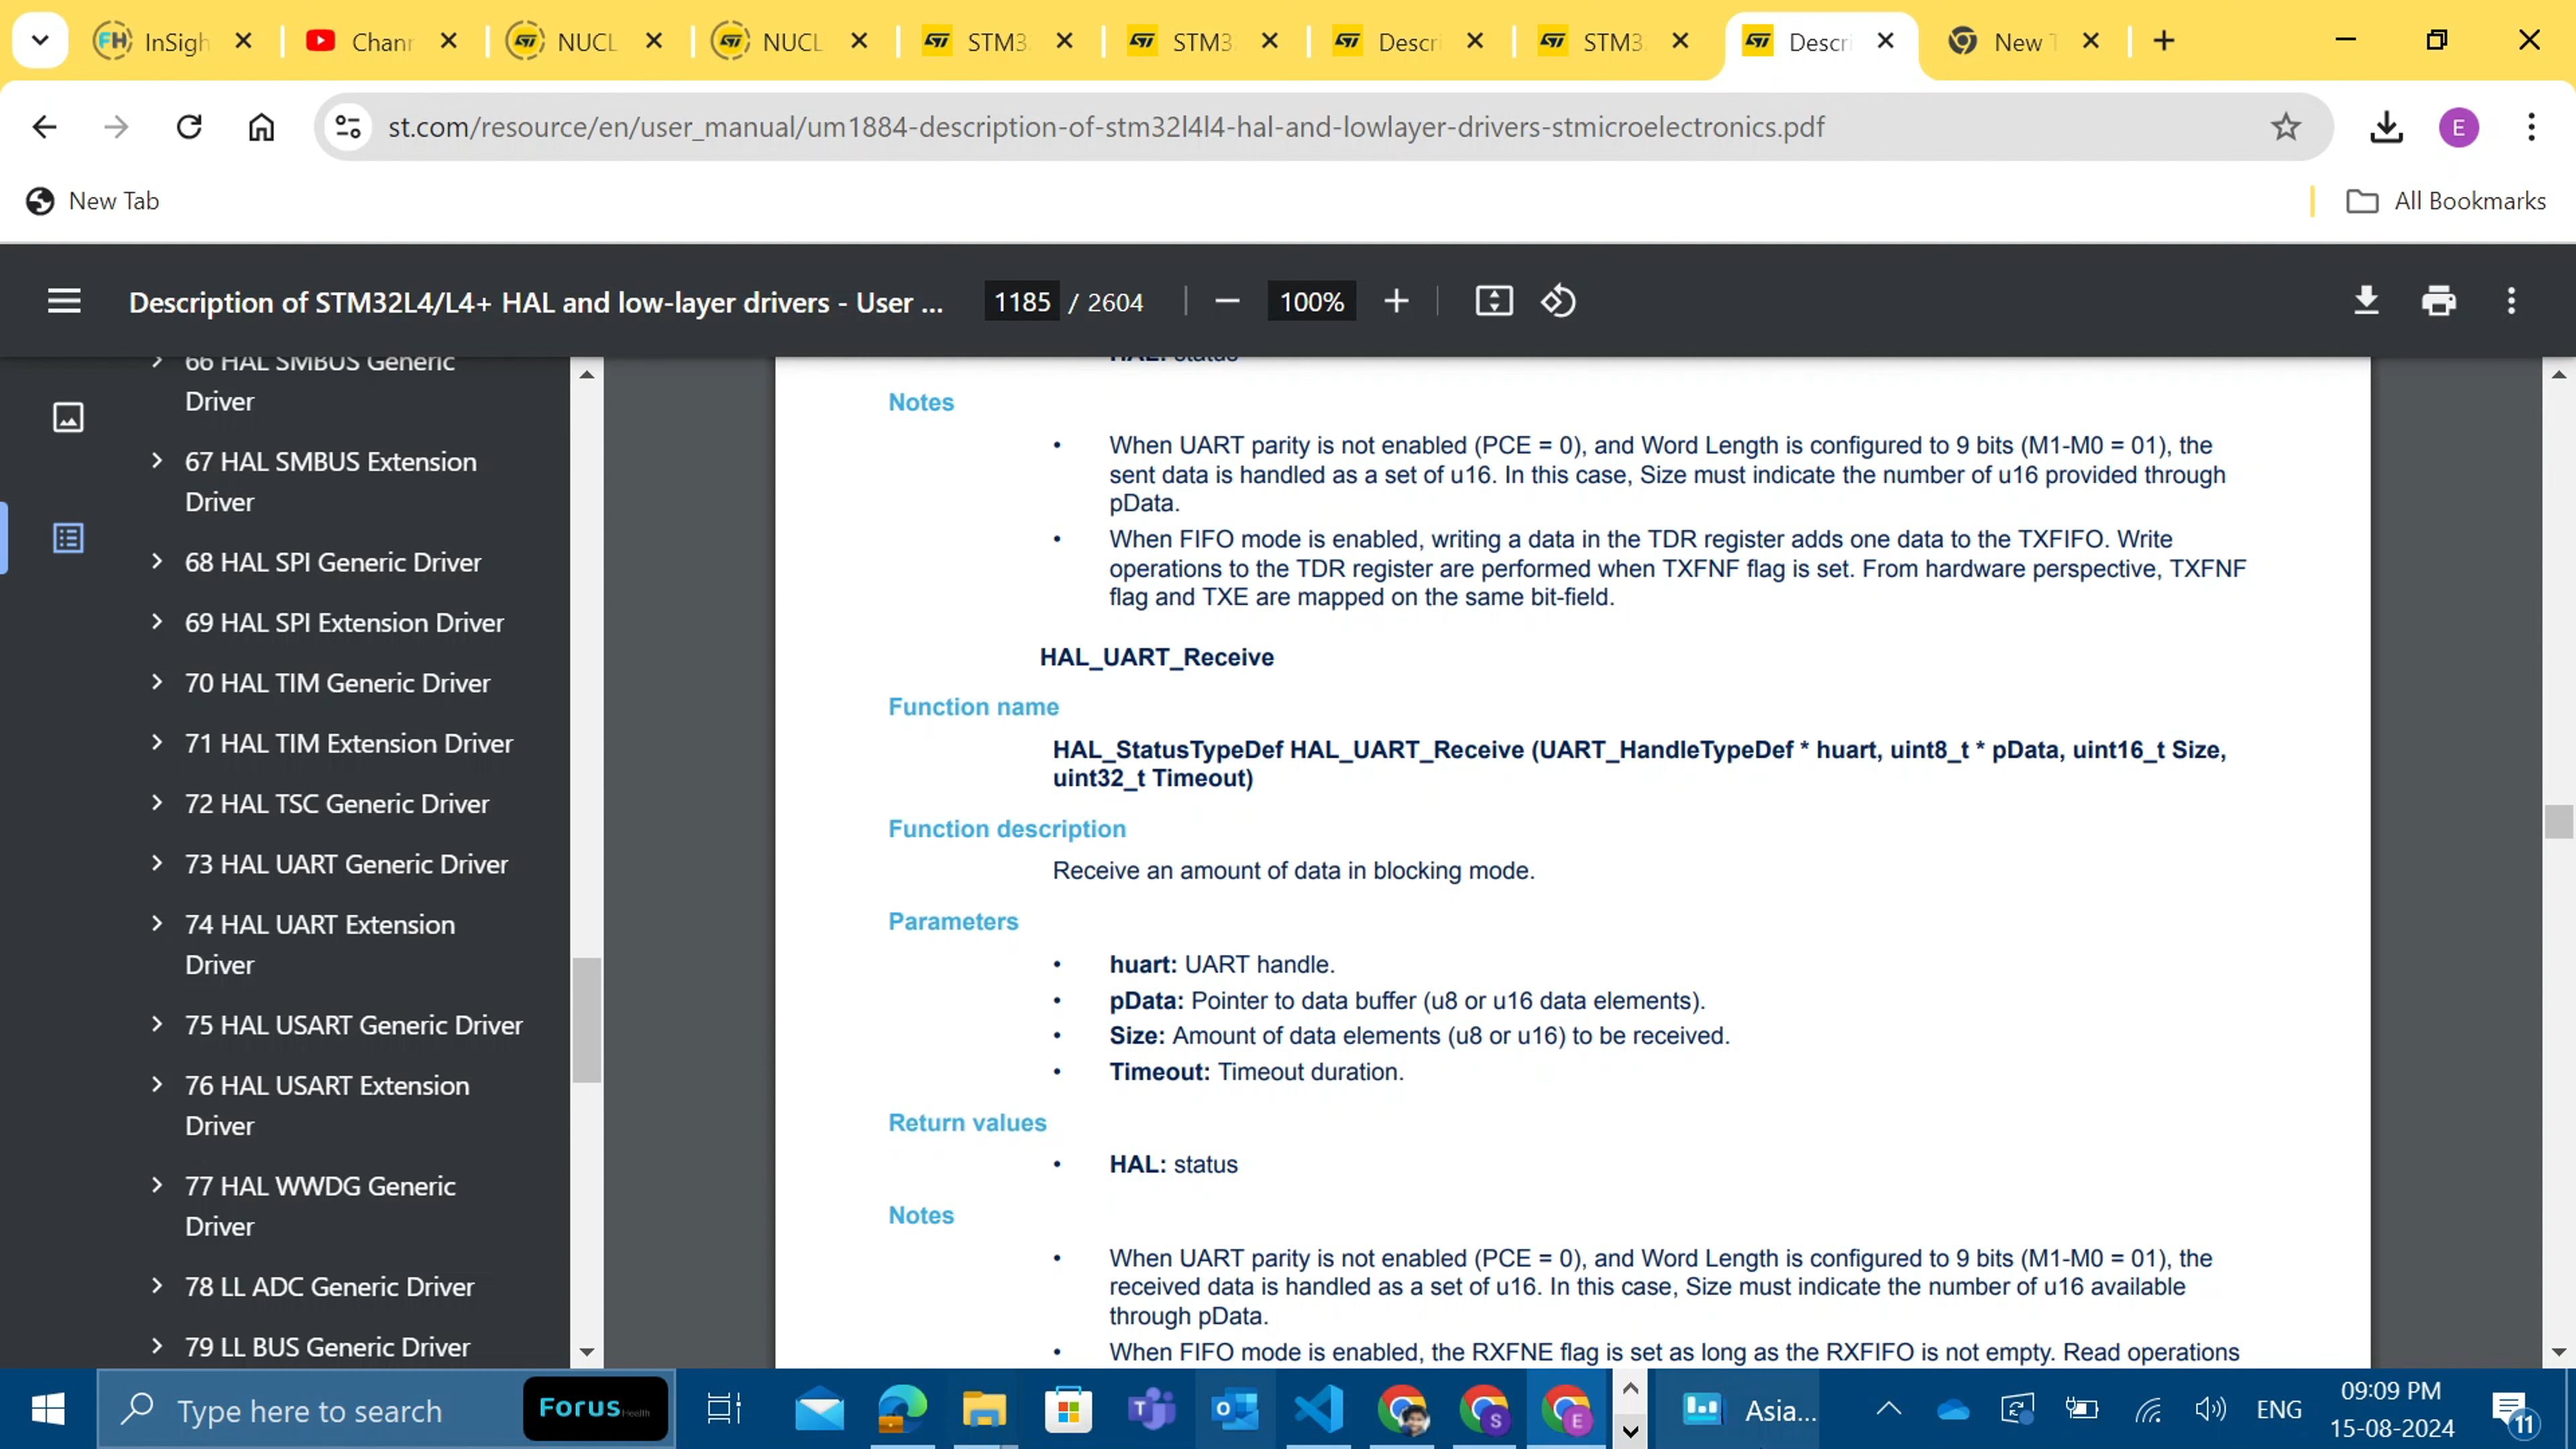 InSigh
Chann
NUCL
NUCL
STM3
STM3
Descri
STM3
Descri
New T
st.com/resource/en/user_manual/um1884-description-of-stm32l4l4-hal-and-lowlayer-drivers-stmicroelectronics.pdf
E
New Tab
All Bookmarks
Description of STM32L4/L4+ HAL and low-layer drivers - User ...
1185 / 2604
100%
66 HAL SMBUS Generic
Driver
67 HAL SMBUS Extension
Driver
68 HAL SPI Generic Driver
69 HAL SPI Extension Driver
70 HAL TIM Generic Driver
71 HAL TIM Extension Driver
72 HAL TSC Generic Driver
73 HAL UART Generic Driver
74 HAL UART Extension
Driver
75 HAL USART Generic Driver
76 HAL USART Extension
Driver
77 HAL WWDG Generic
Driver
78 LL ADC Generic Driver
79 LL BUS Generic Driver
HAL: status
Notes
• When UART parity is not enabled (PCE = 0), and Word Length is configured to 9 bits (M1-M0 = 01), the
sent data is handled as a set of u16. In this case, Size must indicate the number of u16 provided through
pData.
• When FIFO mode is enabled, writing a data in the TDR register adds one data to the TXFIFO. Write
operations to the TDR register are performed when TXFNF flag is set. From hardware perspective, TXFNF
flag and TXE are mapped on the same bit-field.
HAL_UART_Receive
Function name
HAL_StatusTypeDef HAL_UART_Receive (UART_HandleTypeDef * huart, uint8_t * pData, uint16_t Size,
uint32_t Timeout)
Function description
Receive an amount of data in blocking mode.
Parameters
• huart: UART handle.
• pData: Pointer to data buffer (u8 or u16 data elements).
• Size: Amount of data elements (u8 or u16) to be received.
• Timeout: Timeout duration.
Return values
• HAL: status
Notes
• When UART parity is not enabled (PCE = 0), and Word Length is configured to 9 bits (M1-M0 = 01), the
received data is handled as a set of u16. In this case, Size must indicate the number of u16 available
through pData.
• When FIFO mode is enabled, the RXFNE flag is set as long as the RXFIFO is not empty. Read operations
Type here to search
Forus Health
S
E
Asia...
ENG
09:09 PM
15-08-2024
11